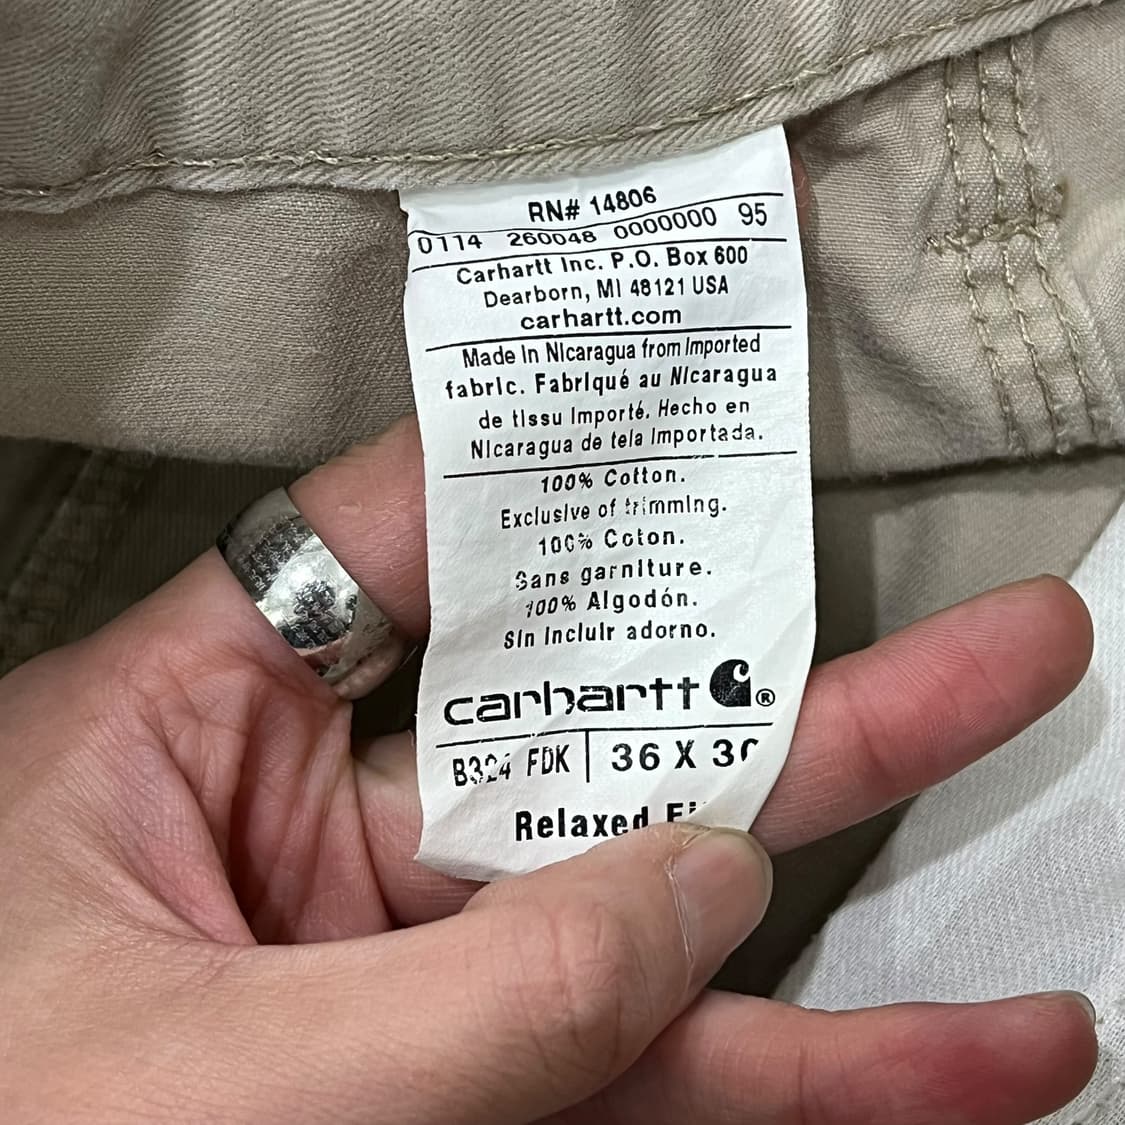 RN# 14806
0114 260048 0000000 95
Carhartt Inc. P.O. Box 600
Dearborn, MI 48121 USA
carhartt.com
Made in Nicaragua from Imported
fabric. Fabriqué au Nicaragua
de tissu Importé. Hecho en
Nicaragua de tela Importada.
100% Cotton.
Exclusive of trimming.
100% Coton.
Sans garniture.
100% Algodón.
Sin Incluir adorno.
carhartt ®
B324 FDK 36 X
Relaxed